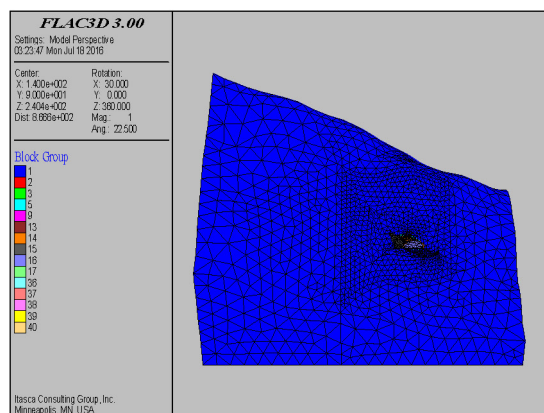 FLAC3D 3.00
Settings: Model Perspective
03:23:47 Mon Jul 18 2016
Center: Rotation:
X: 1.400e+002 X: 30.000
Y: 9.000e+001 Y: 0.000
Z: 2.404e+002 Z: 360.000
Dist: 8.666e+002 Mag.: 1
Ang.: 22.500
Block Group
1
2
3
5
9
13
14
15
16
17
36
37
38
39
40
Itasca Consulting Group, Inc.
Minneapolis, MN USA